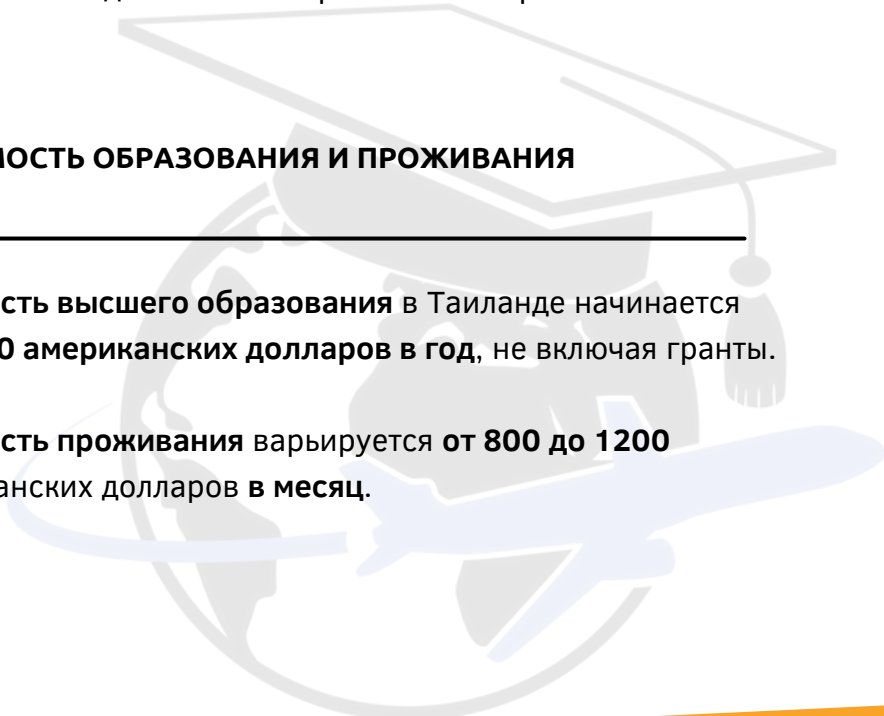 МОСТЬ ОБРАЗОВАНИЯ И ПРОЖИВАНИЯ
сть высшего образования в Таиланде начинается
0 американских долларов в год, не включая гранты.
сть проживания варьируется от 800 до 1200
анских долларов в месяц.